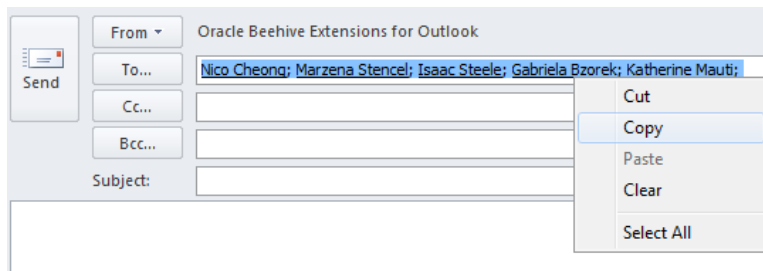 From
Oracle Beehive Extensions for Outlook
Send
To...
Nico Cheong; Marzena Stencel; Isaac Steele; Gabriela Bzorek; Katherine Mauti;
Cc...
Bcc...
Subject:
Cut
Copy
Paste
Clear
Select All